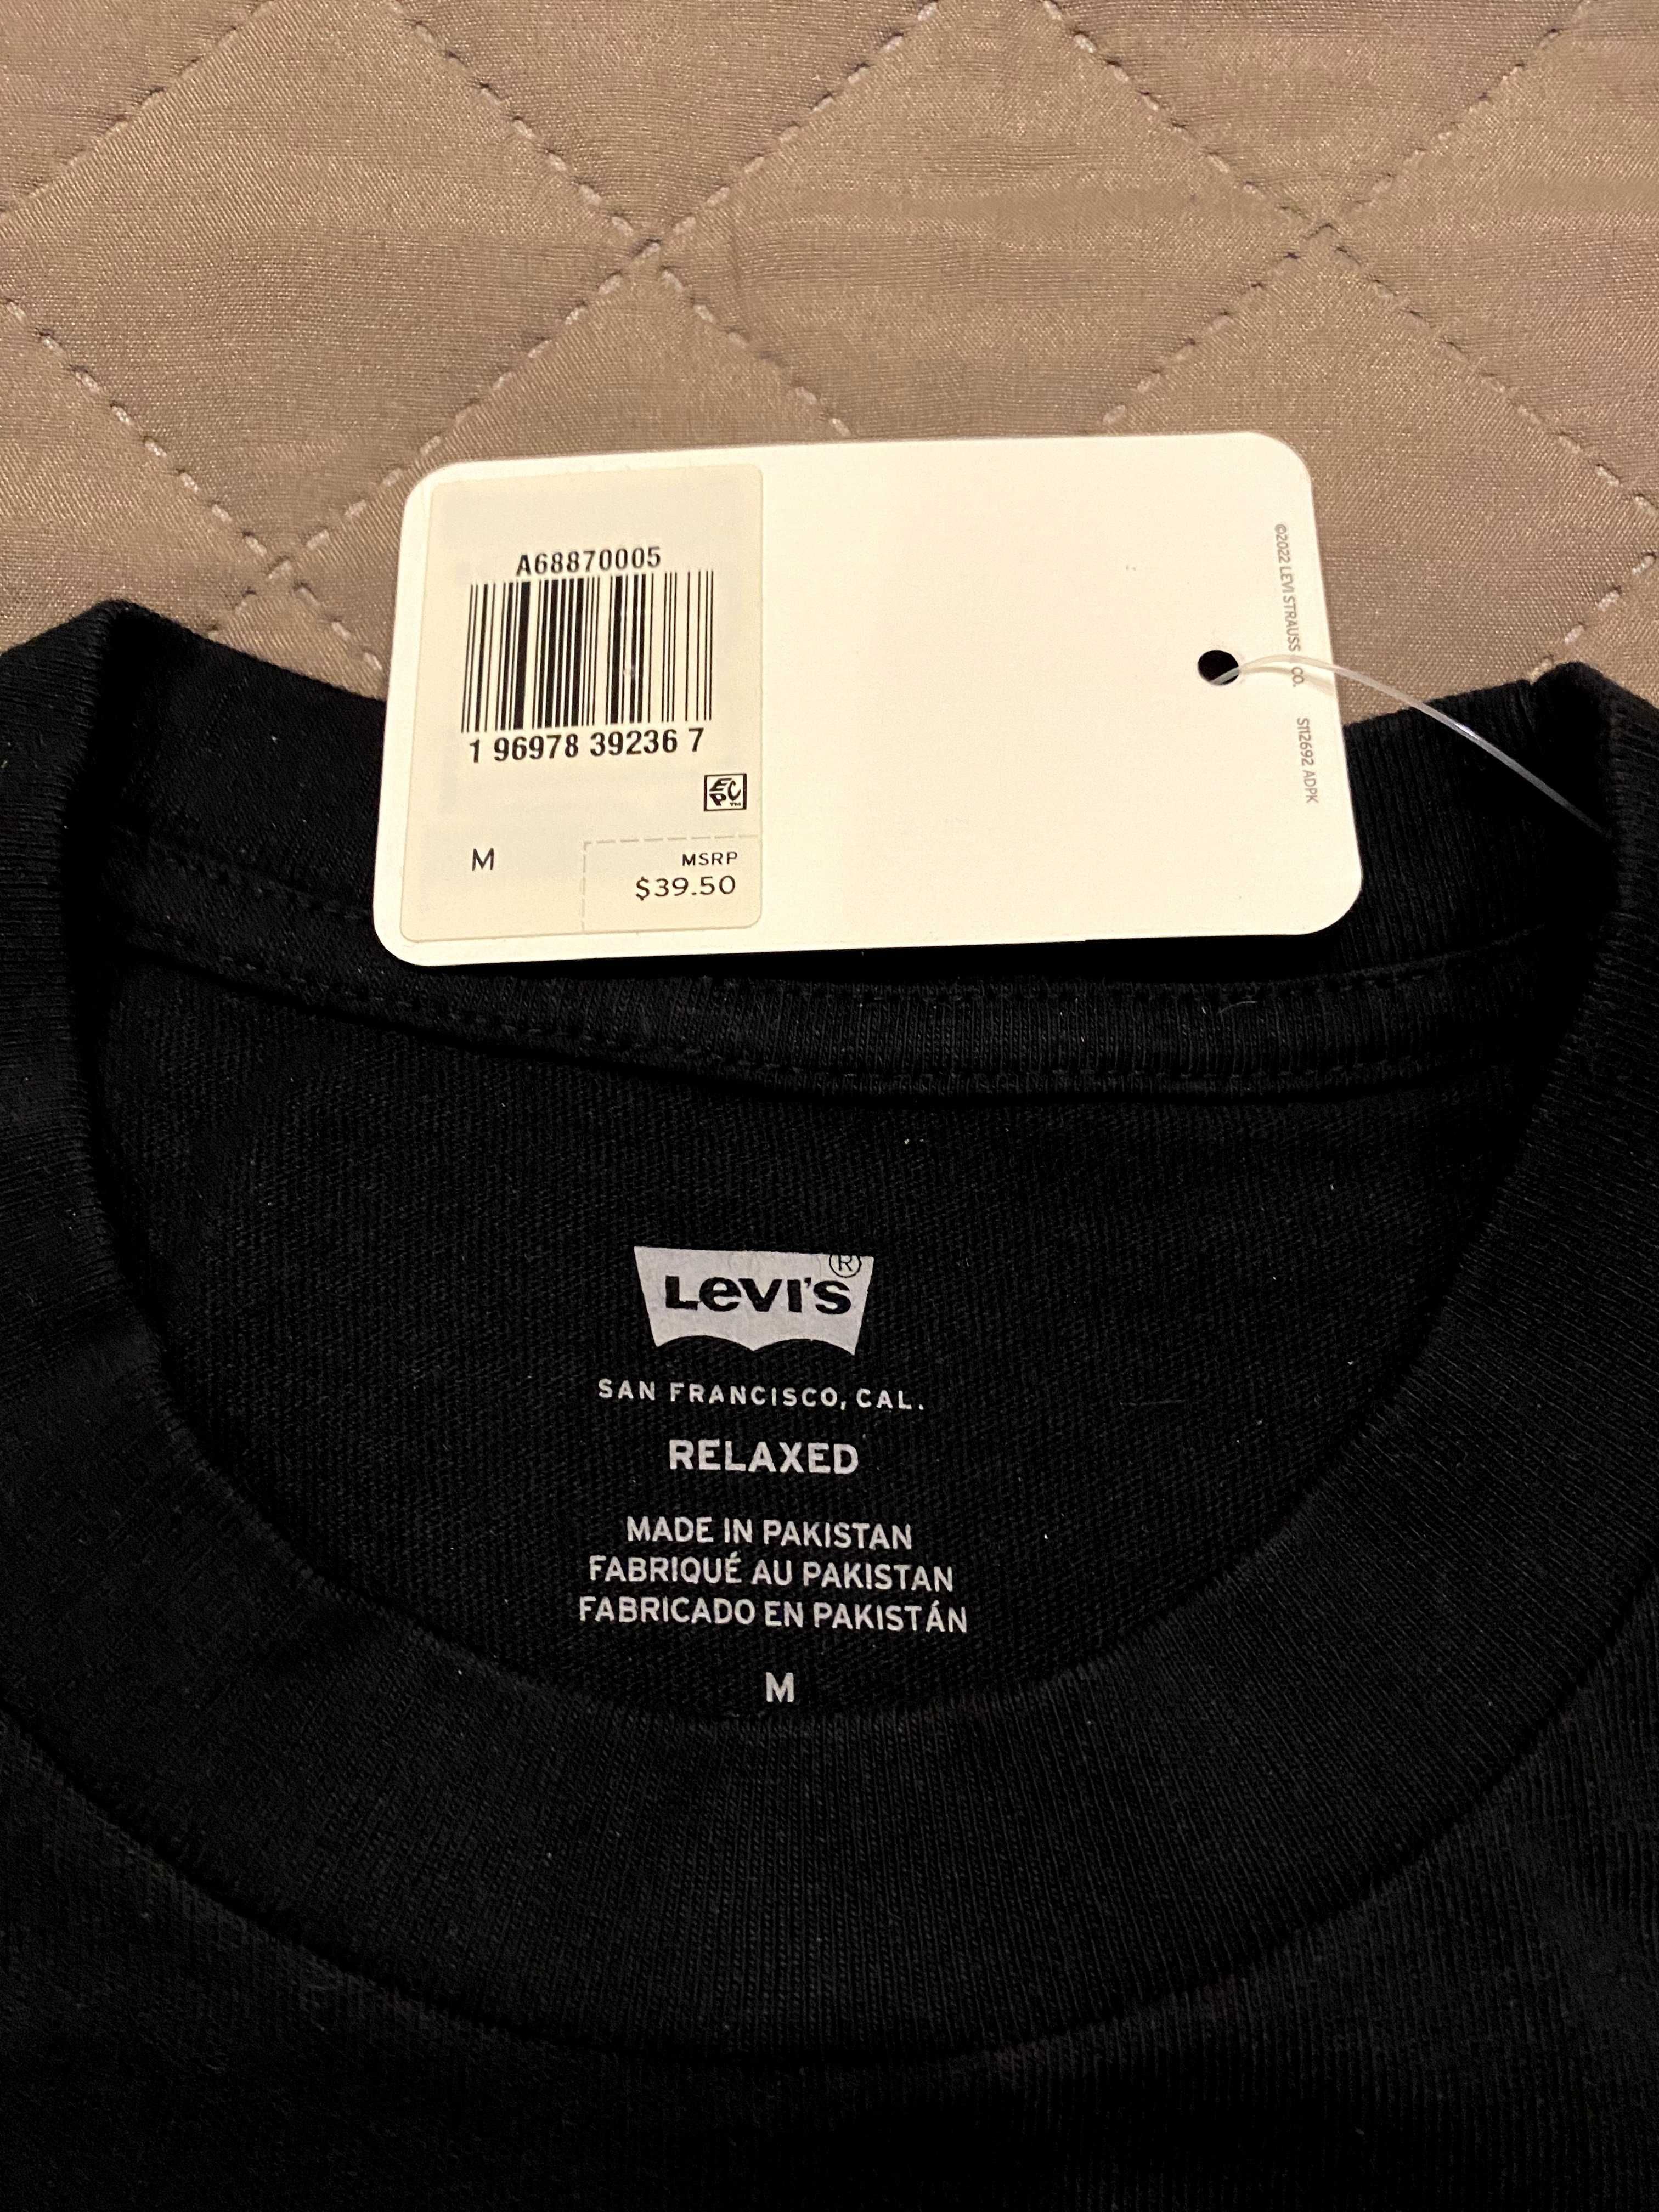 A68870005
1 96978 39236 7
EPC™
M
MSRP
$39.50
©2022 LEVI STRAUSS CO.
S112692 ADPK
Levi's®
SAN FRANCISCO, CAL.
RELAXED
MADE IN PAKISTAN
FABRIQUÉ AU PAKISTAN
FABRICADO EN PAKISTÁN
M